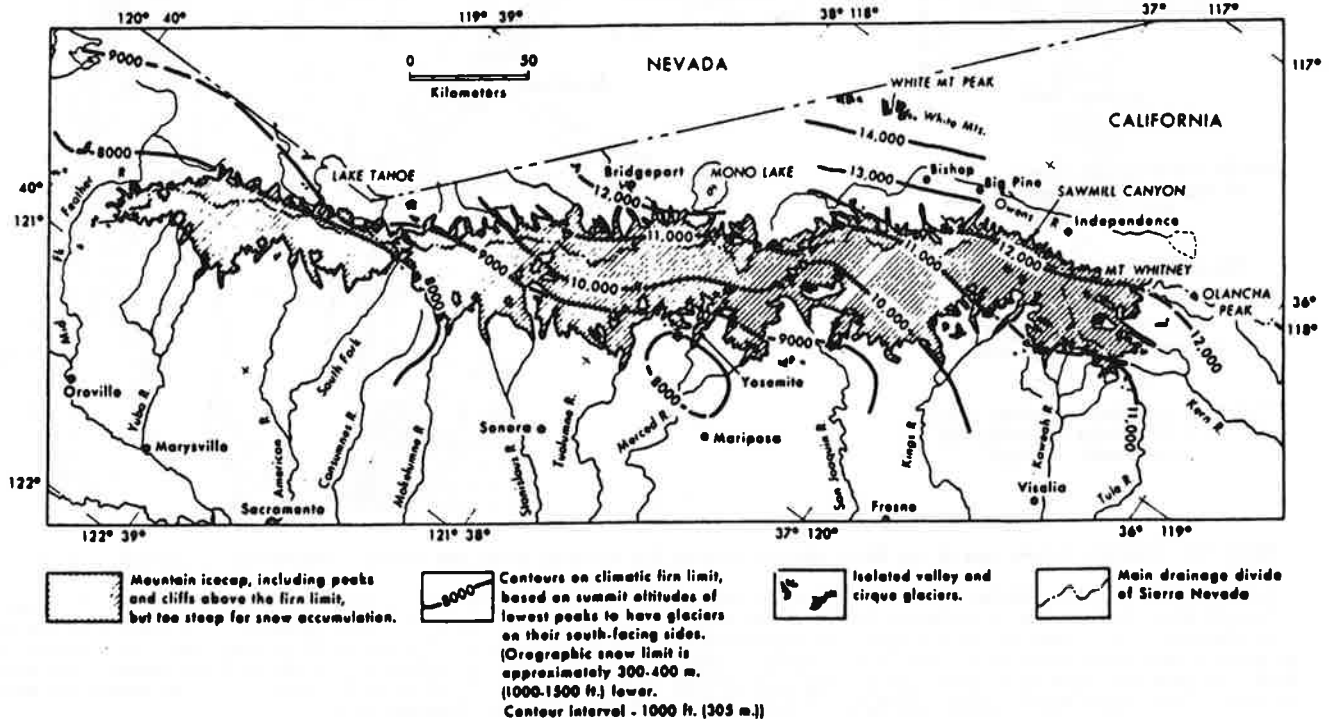 120° 40°
119° 39°
38° 118°
37° 117°
9000
0 50
Kilometers
NEVADA
WHITE MT PEAK
White Mts.
14,000
CALIFORNIA
117°
8000
LAKE TAHOE
Bridgeport
MONO LAKE
13,000
Bishop
Big Pine
SAWMILL CANYON
Owens
R
Independence
12,000
40°
121°
Feather
R
11,000
11,000
12,000
MT WHITNEY
9000
10,000
10,000
OLANCHA
PEAK
36°
118°
8000
9000
12,000
Mid
Fk
South Fork
8000
Yosemite
11,000
Oroville
Yuba R.
Marysville
American
R
Cosumnes R.
Mokelumne R
Sonora
Stanislaus R
Tuolumne R.
Merced R.
Mariposa
San Joaquin R
Kings R
Kaweah R
Kern R.
Visalia
Tule R
122°
Sacramento
Fresno
122° 39°
121° 38°
37° 120°
36° 119°
Mountain icecap, including peaks
and cliffs above the firn limit,
but too steep for snow accumulation.
8000
Contours on climatic firn limit,
based on summit altitudes of
lowest peaks to have glaciers
on their south-facing sides.
(Orographic snow limit is
approximately 300-400 m.
(1000-1500 ft.) lower.
Contour interval - 1000 ft. (305 m.))
Isolated valley and
cirque glaciers.
Main drainage divide
of Sierra Nevada